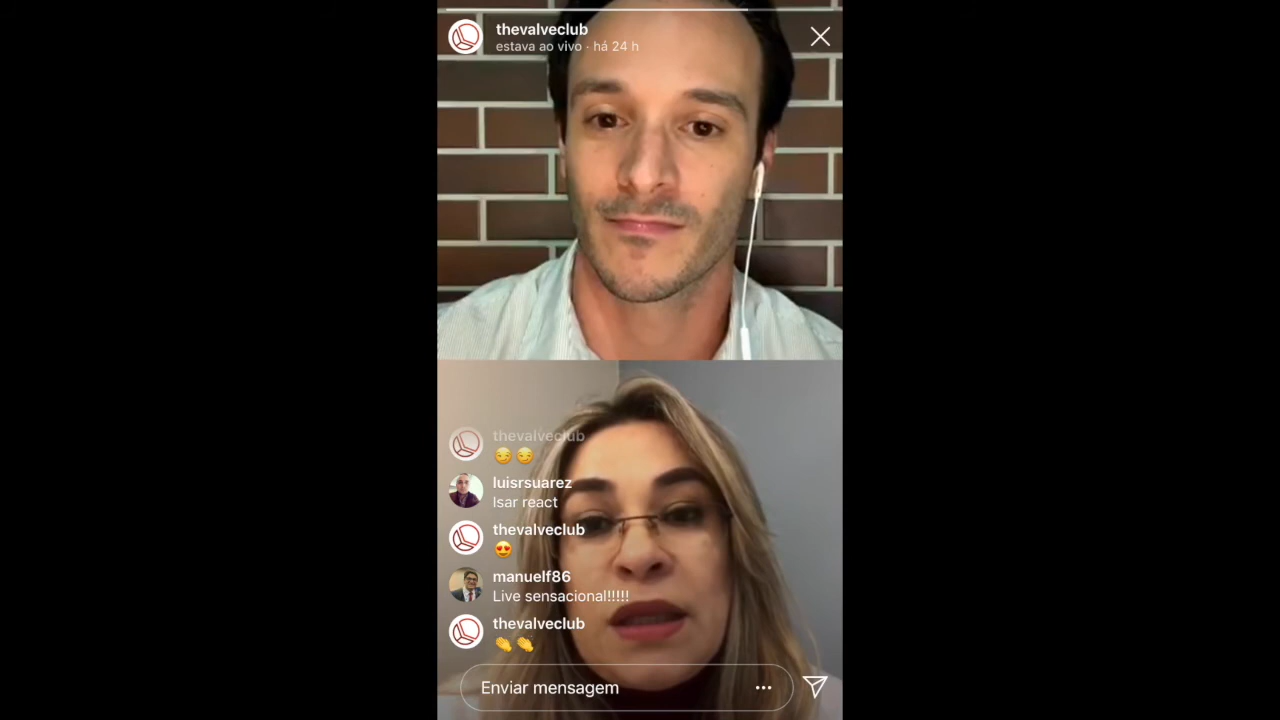 thevalveclub
estava ao vivo · há 24 h
thevalveclub
😏😏
luisrsuarez
Isar react
thevalveclub
😍
manuelf86
Live sensacional!!!!!
thevalveclub
👏👏
Enviar mensagem